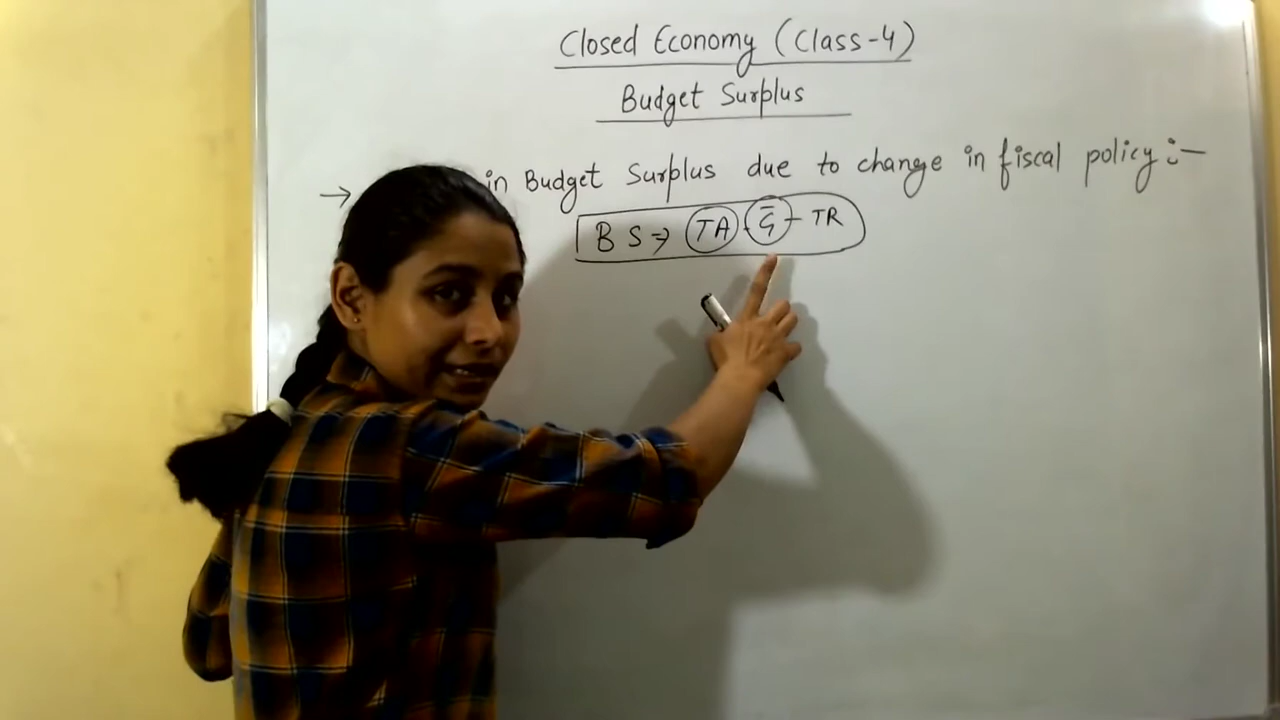 Closed Economy (Class-4)
Budget Surplus
→ in Budget Surplus due to change in fiscal policy :-
BS ⇒ TA - Ḡ - TR